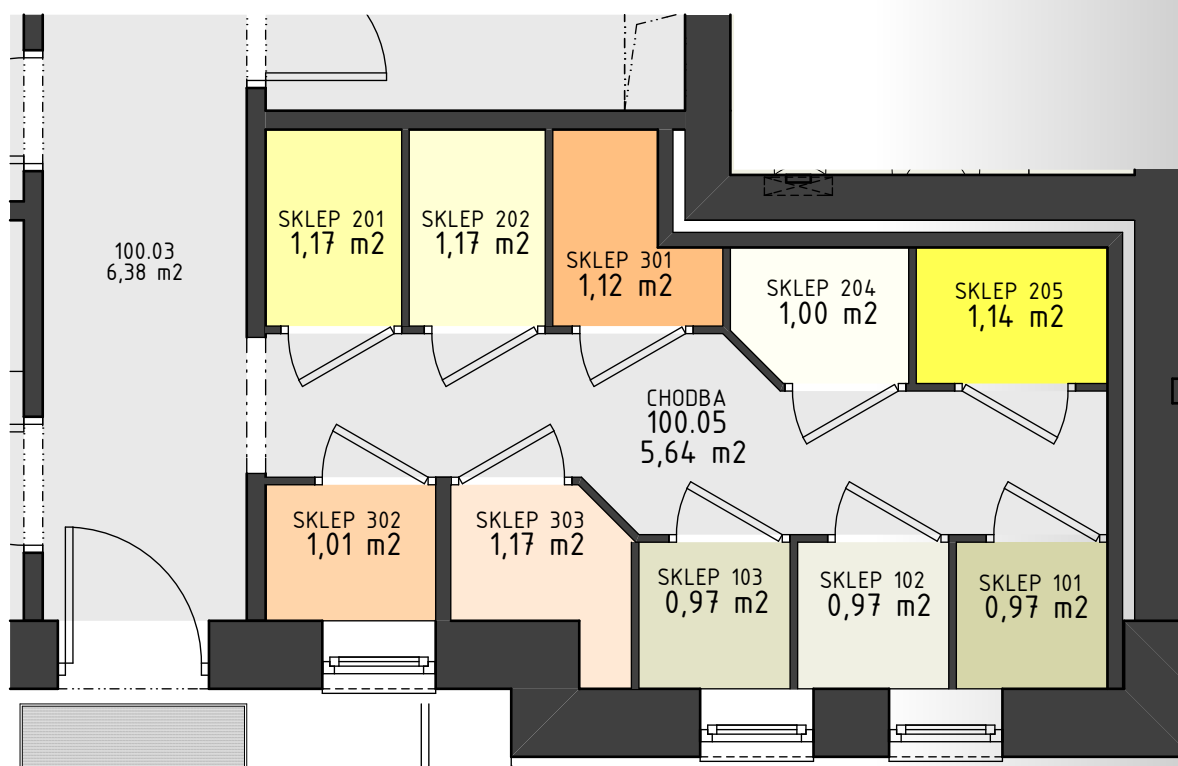 100.03
6,38 m2
SKLEP 201
1,17 m2
SKLEP 202
1,17 m2
SKLEP 301
1,12 m2
SKLEP 204
1,00 m2
SKLEP 205
1,14 m2
CHODBA
100.05
5,64 m2
SKLEP 302
1,01 m2
SKLEP 303
1,17 m2
SKLEP 103
0,97 m2
SKLEP 102
0,97 m2
SKLEP 101
0,97 m2